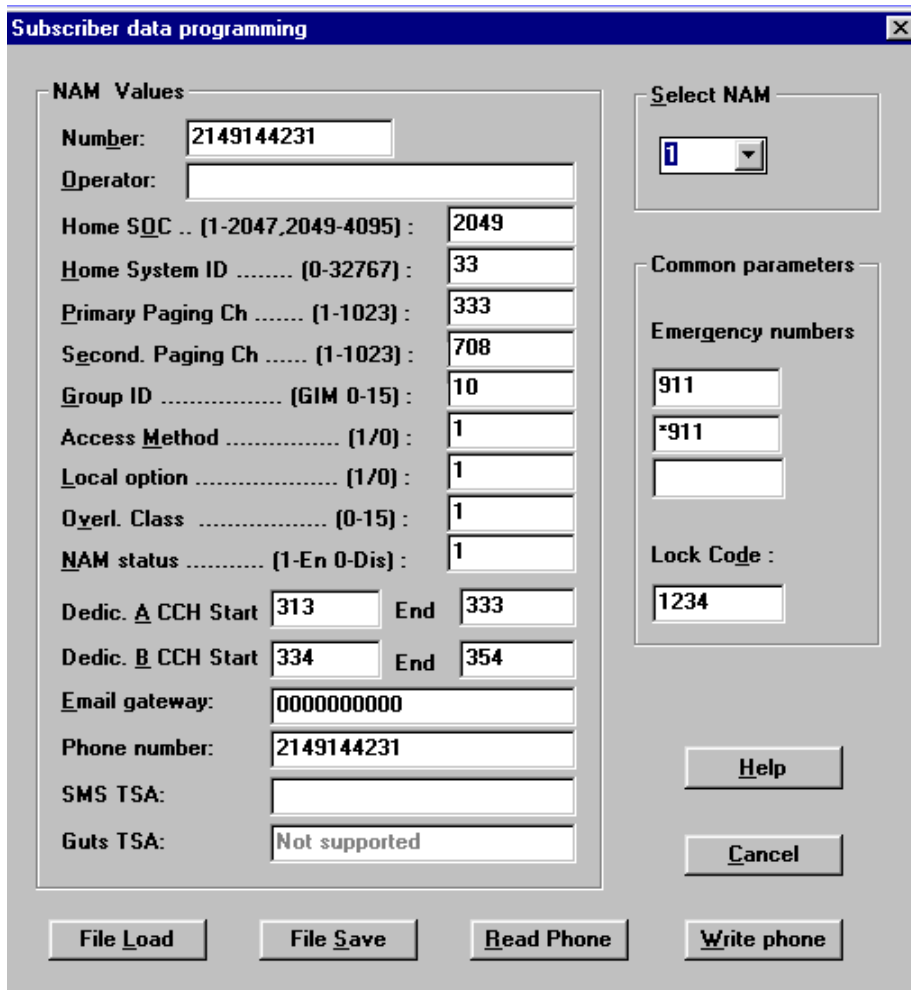 Subscriber data programming
NAM Values
Number: 2149144231
Operator:
Home SOC .. (1-2047,2049-4095) : 2049
Home System ID ........ (0-32767) : 33
Primary Paging Ch ....... (1-1023) : 333
Second. Paging Ch ...... (1-1023) : 708
Group ID ................. (GIM 0-15) : 10
Access Method ................ (1/0) : 1
Local option .................... (1/0) : 1
Overl. Class .................. (0-15) : 1
NAM status ........... (1-En 0-Dis) : 1
Dedic. A CCH Start 313 End 333
Dedic. B CCH Start 334 End 354
Email gateway: 0000000000
Phone number: 2149144231
SMS TSA:
Guts TSA: Not supported
Select NAM
1
Common parameters
Emergency numbers
911
*911
Lock Code :
1234
Help
Cancel
File Load File Save Read Phone Write phone